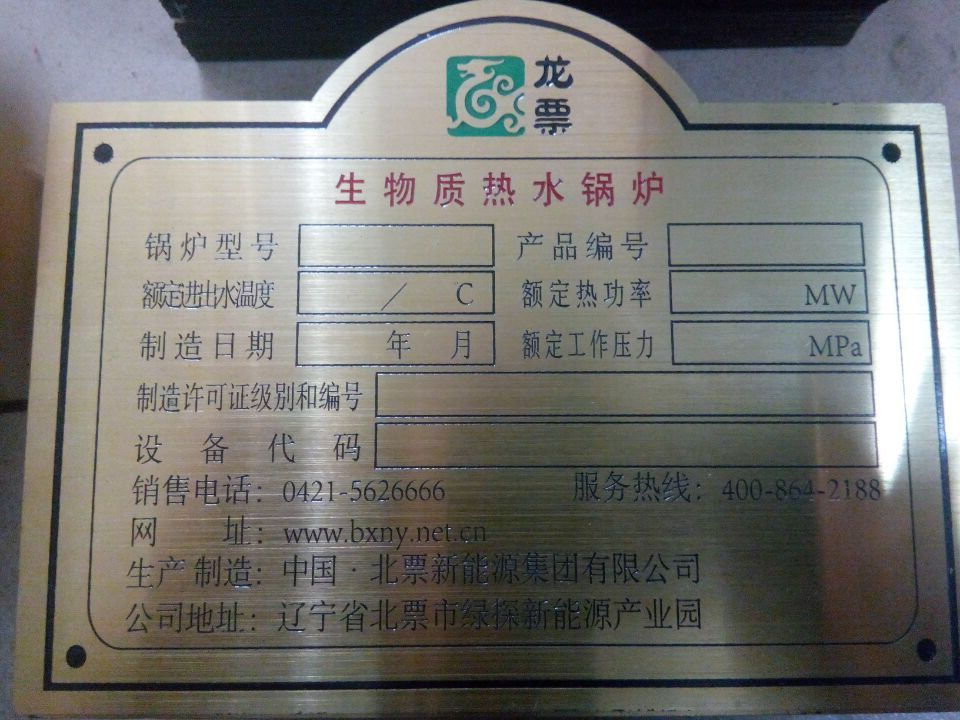 龙票
生物质热水锅炉
锅炉型号 产品编号
额定进出水温度 / C 额定热功率 MW
制造日期 年 月 额定工作压力 MPa
制造许可证级别和编号
设备代码
销售电话：0421-5626666 服务热线：400-864-2188
网 址：www.bxny.net.cn
生产制造：中国·北票新能源集团有限公司
公司地址：辽宁省北票市绿探新能源产业园